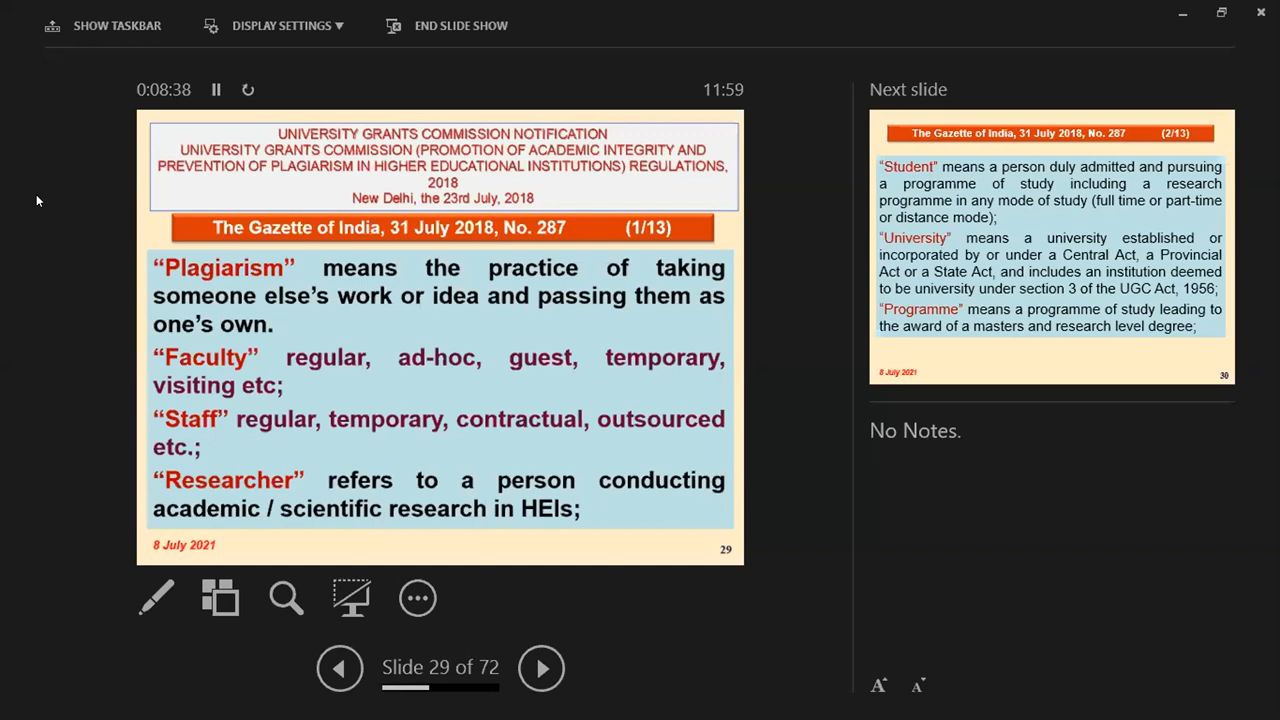 SHOW TASKBAR DISPLAY SETTINGS ▼ END SLIDE SHOW
0:08:38 11:59
UNIVERSITY GRANTS COMMISSION NOTIFICATION
UNIVERSITY GRANTS COMMISSION (PROMOTION OF ACADEMIC INTEGRITY AND
PREVENTION OF PLAGIARISM IN HIGHER EDUCATIONAL INSTITUTIONS) REGULATIONS,
2018
New Delhi, the 23rd July, 2018
The Gazette of India, 31 July 2018, No. 287 (1/13)
“Plagiarism” means the practice of taking
someone else’s work or idea and passing them as
one’s own.
“Faculty” regular, ad-hoc, guest, temporary,
visiting etc;
“Staff” regular, temporary, contractual, outsourced
etc.;
“Researcher” refers to a person conducting
academic / scientific research in HEIs;
8 July 2021 29
Slide 29 of 72
Next slide
The Gazette of India, 31 July 2018, No. 287 (2/13)
“Student” means a person duly admitted and pursuing
a programme of study including a research
programme in any mode of study (full time or part-time
or distance mode);
“University” means a university established or
incorporated by or under a Central Act, a Provincial
Act or a State Act, and includes an institution deemed
to be university under section 3 of the UGC Act, 1956;
“Programme” means a programme of study leading to
the award of a masters and research level degree;
8 July 2021 30
No Notes.
A A